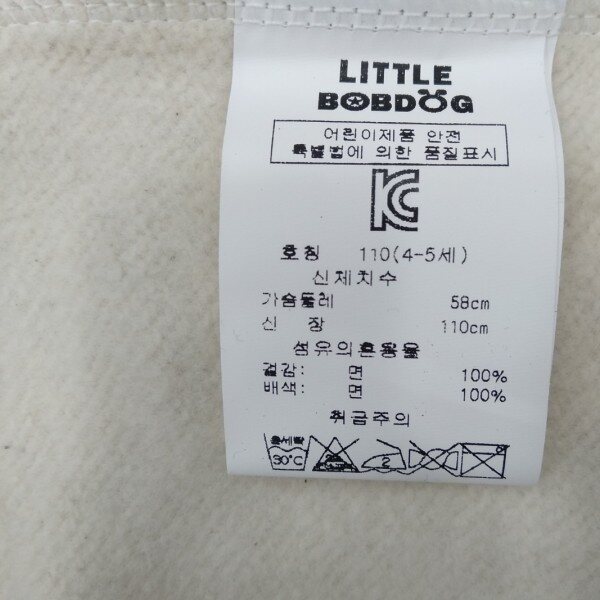 LITTLE
BOBDOG
어린이제품 안전
특별법에 의한 품질표시
KC
호칭 110(4-5세)
신체치수
가슴둘레 58cm
신 장 110cm
섬유의혼용율
겉감: 면 100%
배색: 면 100%
취급주의
30°C 2